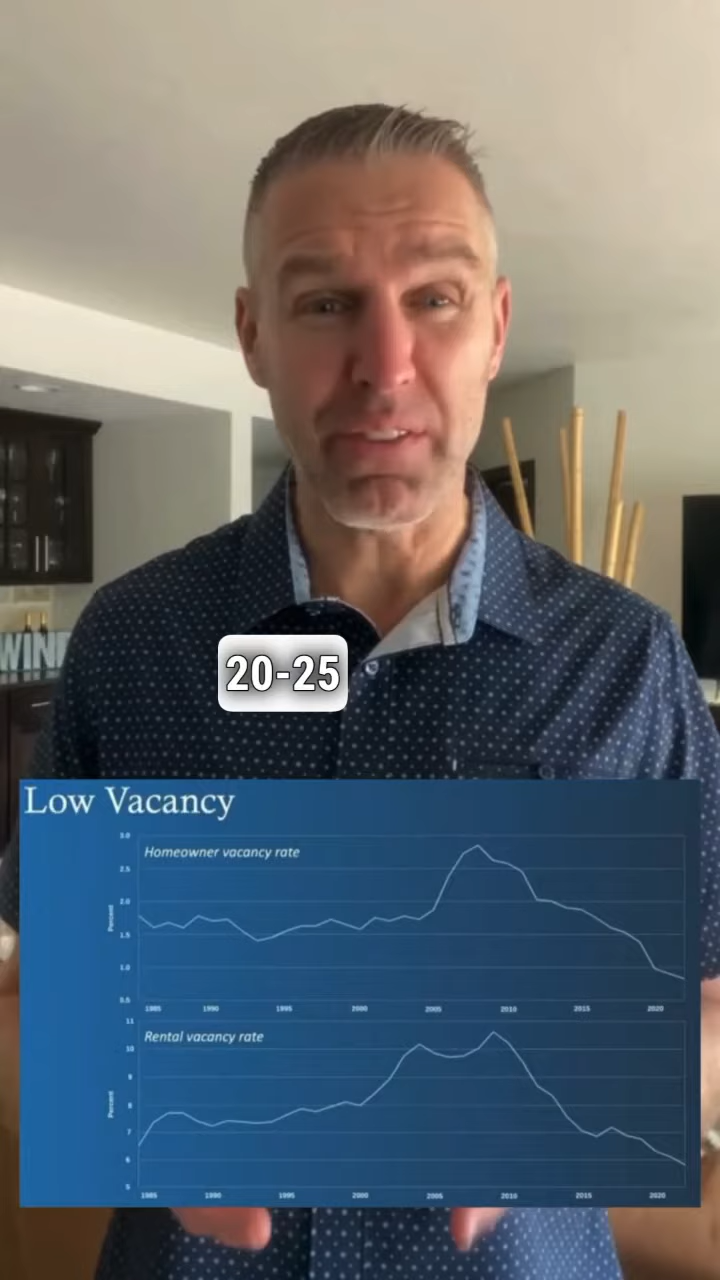 WIN
20-25
Low Vacancy
Homeowner vacancy rate
3.0
2.5
2.0
1.5
1.0
0.5
Percent
1985 1990 1995 2000 2005 2010 2015 2020
Rental vacancy rate
11
10
9
8
7
6
5
Percent
1985 1990 1995 2000 2005 2010 2015 2020